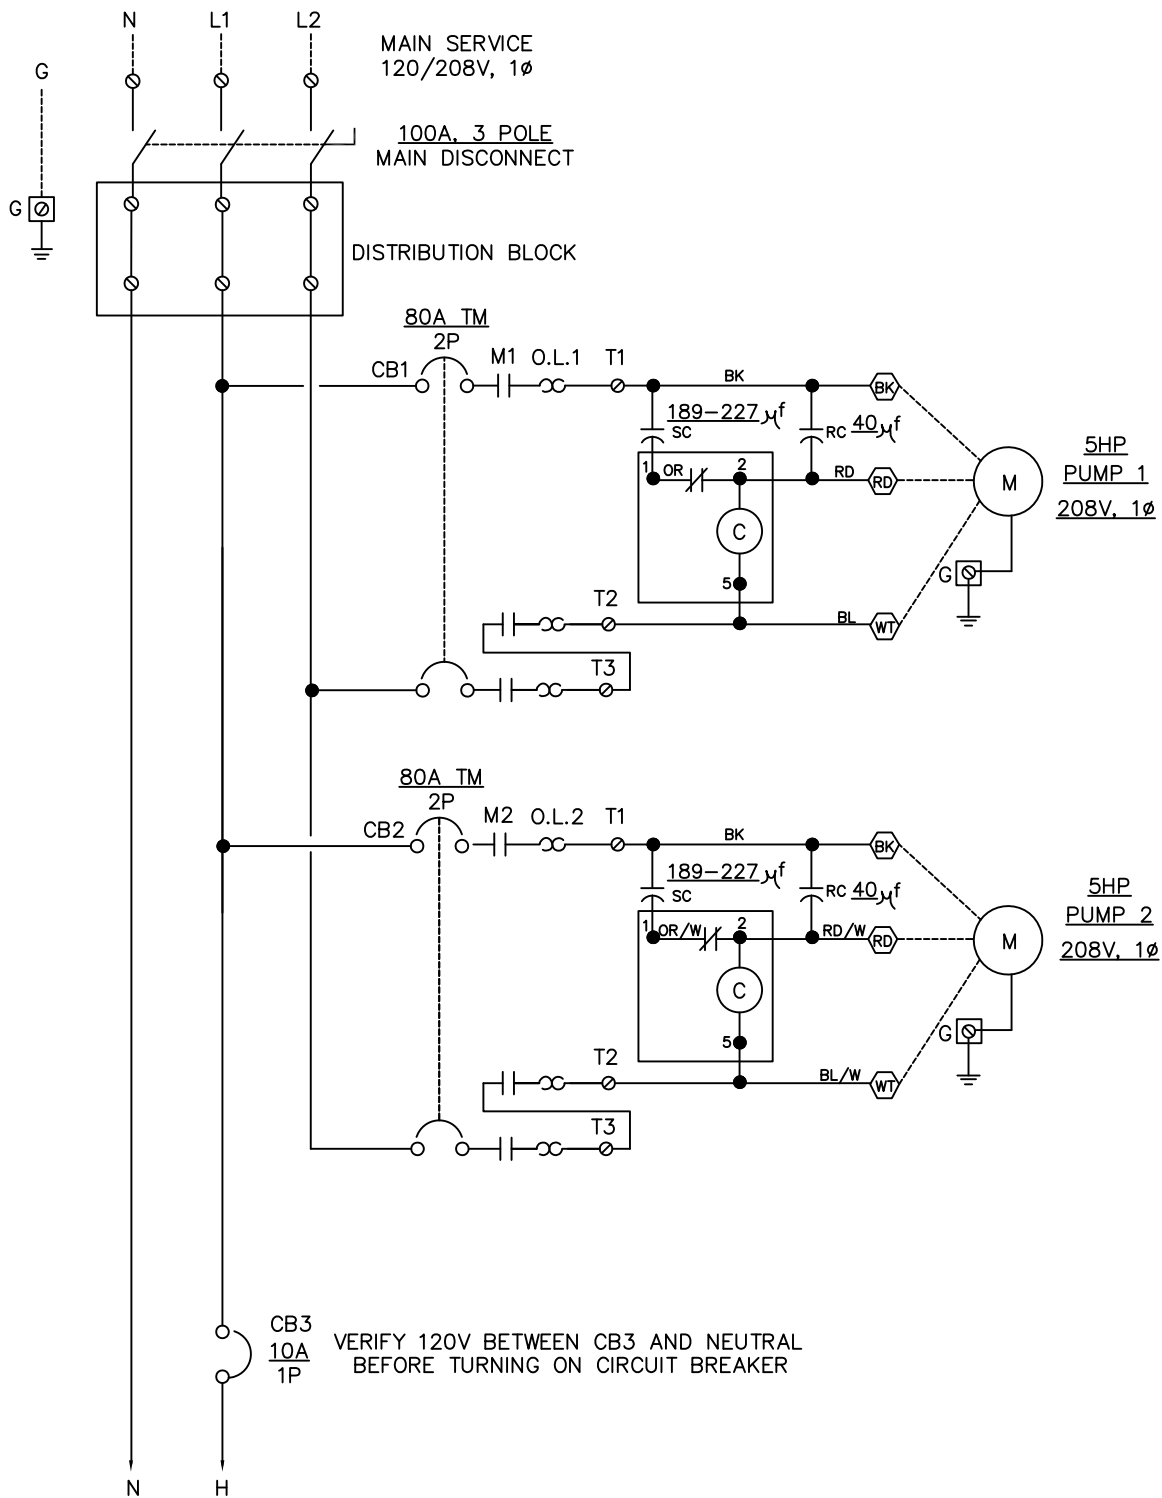 N L1 L2
MAIN SERVICE
120/208V, 1ø
G
100A, 3 POLE
MAIN DISCONNECT
G
DISTRIBUTION BLOCK
80A TM
2P
CB1 M1 O.L.1 T1
BK BK
189-227 µf
SC
RC 40 µf
1 OR 2 RD RD
M
5HP
PUMP 1
208V, 1ø
C
5
G
T2
BL WT
T3
80A TM
2P
CB2 M2 O.L.2 T1
BK BK
189-227 µf
SC
RC 40 µf
1 OR/W 2 RD/W RD
M
5HP
PUMP 2
208V, 1ø
C
5
G
T2
BL/W WT
T3
CB3
10A
1P
VERIFY 120V BETWEEN CB3 AND NEUTRAL
BEFORE TURNING ON CIRCUIT BREAKER
N H